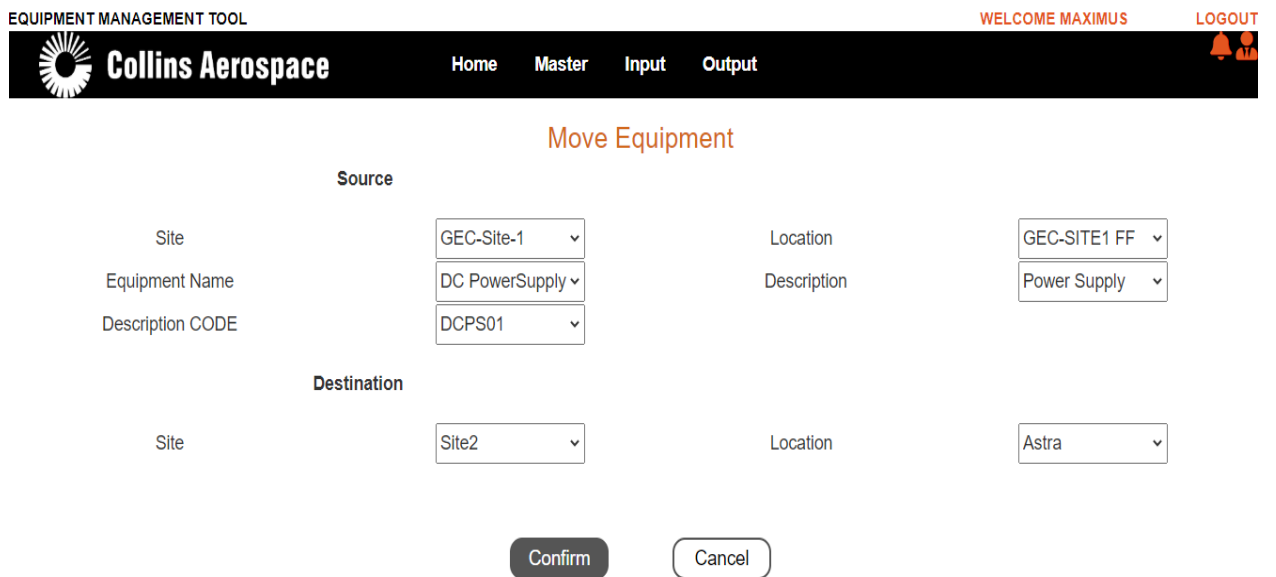 EQUIPMENT MANAGEMENT TOOL WELCOME MAXIMUS LOGOUT
Collins Aerospace Home Master Input Output
Move Equipment
Source
Site GEC-Site-1 Location GEC-SITE1 FF
Equipment Name DC PowerSupply Description Power Supply
Description CODE DCPS01
Destination
Site Site2 Location Astra
Confirm Cancel